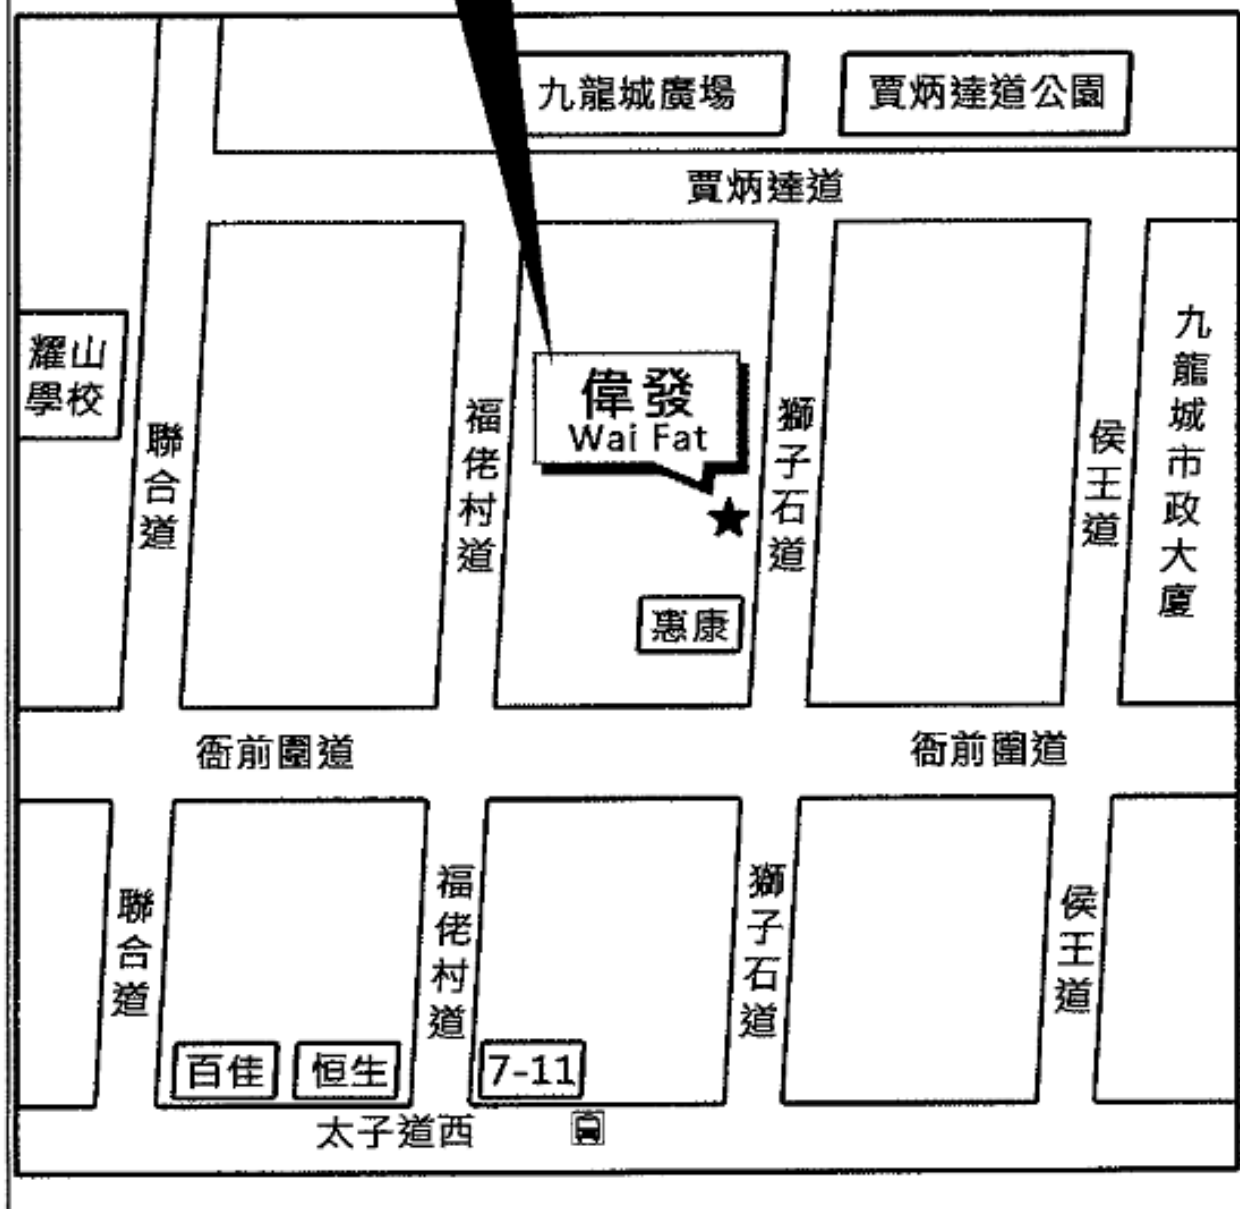 九龍城廣場
賈炳達道公園
賈炳達道
耀山
學校
聯合道
福佬村道
偉發
Wai Fat
獅子石道
侯王道
九龍城市政大廈
惠康
衙前圍道
衙前圍道
聯合道
福佬村道
獅子石道
侯王道
百佳
恒生
7-11
太子道西